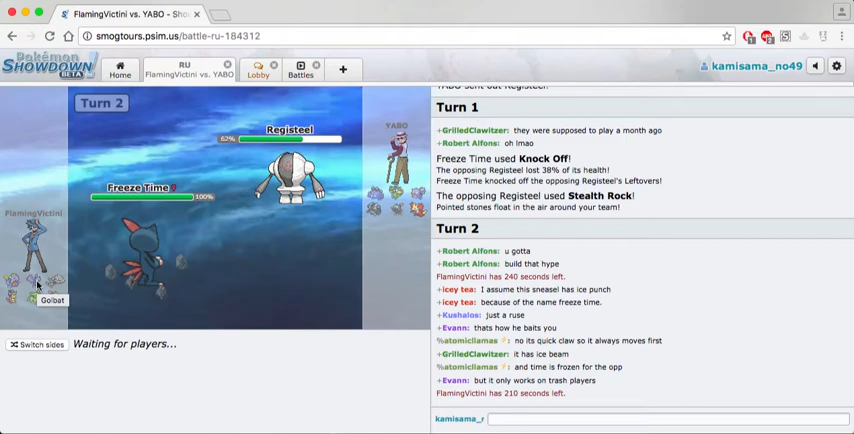 FlamingVictini vs. YABO - Sho
smogtours.psim.us/battle-ru-184312
Pokémon
SHOWDOWN!
BETA
Home
RU
FlamingVictini vs. YABO
Lobby
Battles
kamisama_no49
Turn 2
Registeel
62%
YABO
Freeze Time
100%
FlamingVictini
Golbat
Switch sides
Waiting for players...
Turn 1
+GrilledClawitzer: they were supposed to play a month ago
+Robert Alfons: oh lmao
Freeze Time used Knock Off!
The opposing Registeel lost 38% of its health!
Freeze Time knocked off the opposing Registeel's Leftovers!
The opposing Registeel used Stealth Rock!
Pointed stones float in the air around your team!
Turn 2
+Robert Alfons: u gotta
+Robert Alfons: build that hype
FlamingVictini has 240 seconds left.
+icey tea: I assume this sneasel has ice punch
+icey tea: because of the name freeze time.
+Kushalos: just a ruse
+Evann: thats how he baits you
%atomicllamas: no its quick claw so it always moves first
+GrilledClawitzer: it has ice beam
%atomicllamas: and time is frozen for the opp
+Evann: but it only works on trash players
FlamingVictini has 210 seconds left.
kamisama_r